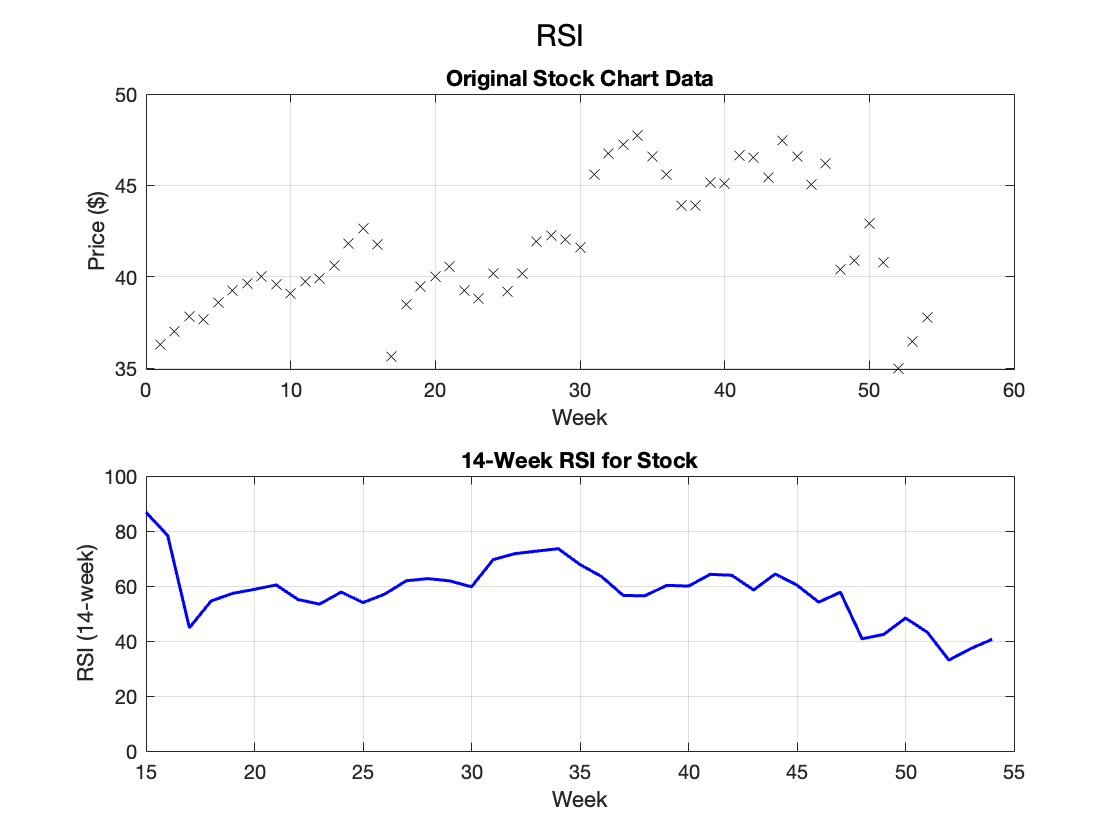 RSI
Original Stock Chart Data
50
45
40
35
Price ($)
0 10 20 30 40 50 60
Week
14-Week RSI for Stock
100
80
60
40
20
0
RSI (14-week)
15 20 25 30 35 40 45 50 55
Week